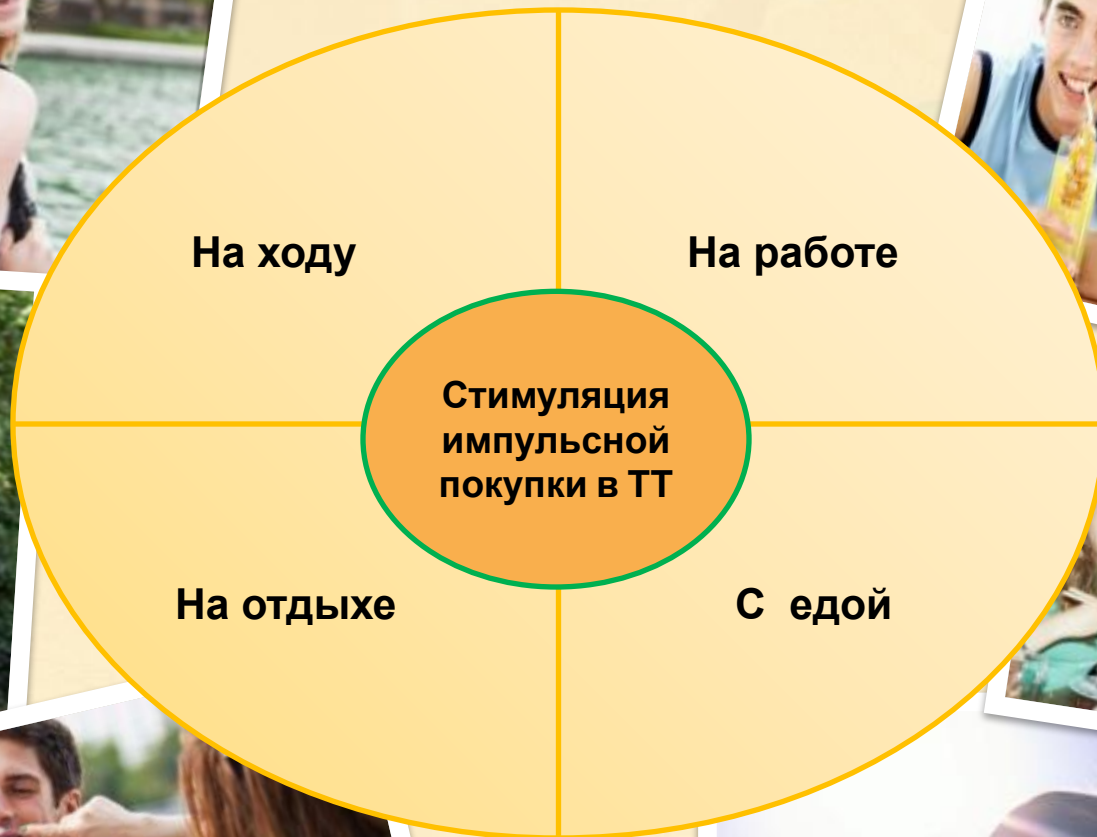 На ходу
На работе
Стимуляция
импульсной
покупки в ТТ
На отдыхе
С  едой